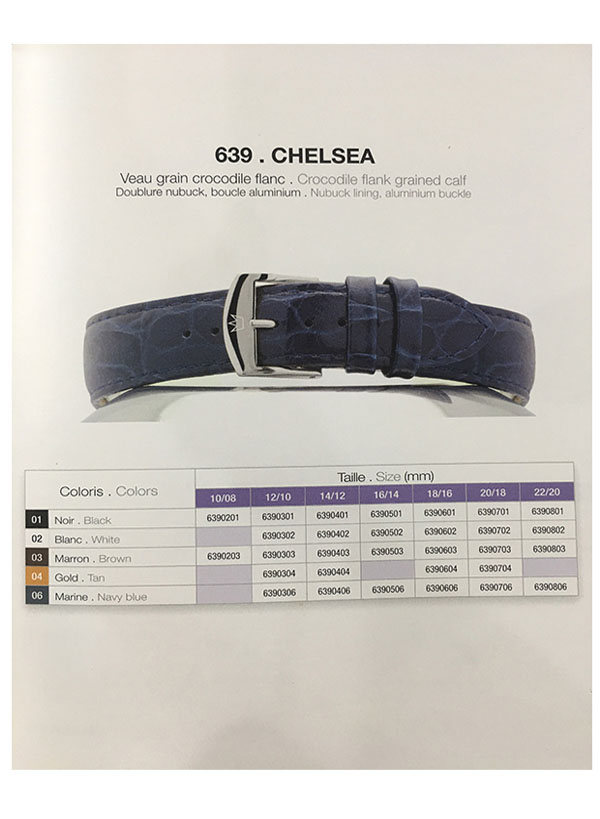 639 . CHELSEA
Veau grain crocodile flanc . Crocodile flank grained calf
Doublure nubuck, boucle aluminium . Nubuck lining, aluminium buckle
Coloris . Colors Taille . Size (mm)
10/08 12/10 14/12 16/14 18/16 20/18 22/20
01 Noir . Black 6390201 6390301 6390401 6390501 6390601 6390701 6390801
02 Blanc . White 6390302 6390402 6390502 6390602 6390702 6390802
03 Marron . Brown 6390203 6390303 6390403 6390503 6390603 6390703 6390803
04 Gold . Tan 6390304 6390404 6390604 6390704
06 Marine . Navy blue 6390306 6390406 6390506 6390606 6390706 6390806